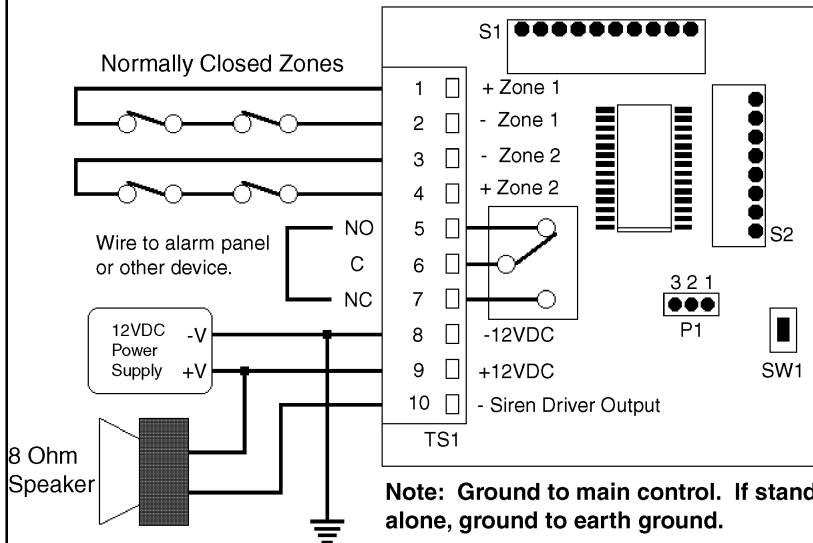 S1
Normally Closed Zones
1 + Zone 1
2 - Zone 1
3 - Zone 2
4 + Zone 2
S2
NO 5
Wire to alarm panel
or other device.
C 6
NC 7
3 2 1
P1
12VDC
Power
Supply
-V 8 -12VDC
+V 9 +12VDC
SW1
10 - Siren Driver Output
TS1
8 Ohm
Speaker
Note: Ground to main control. If stand
alone, ground to earth ground.